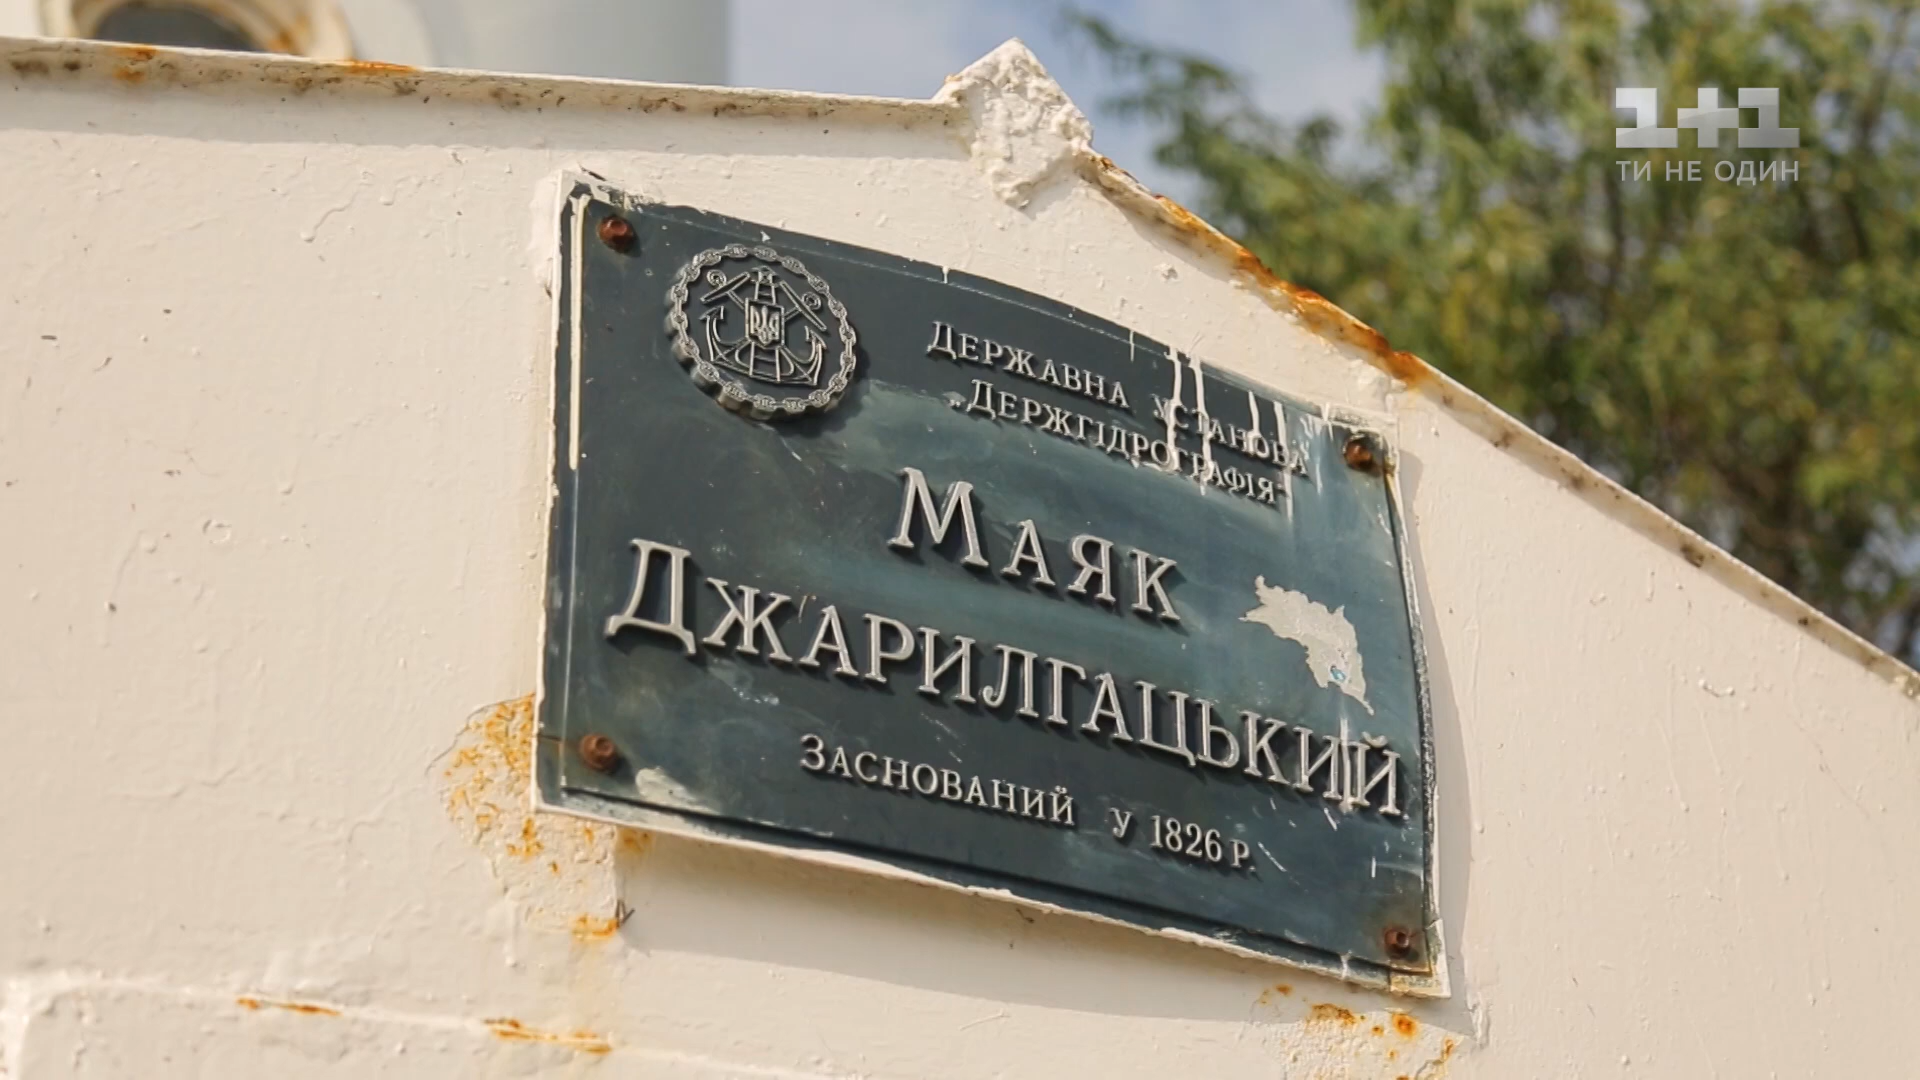 1+1
ТИ НЕ ОДИН
ДЕРЖАВНА УСТАНОВА
„ДЕРЖГІДРОГРАФІЯ"
МАЯК
ДЖАРИЛГАЦЬКИЙ
ЗАСНОВАНИЙ У 1826 Р.